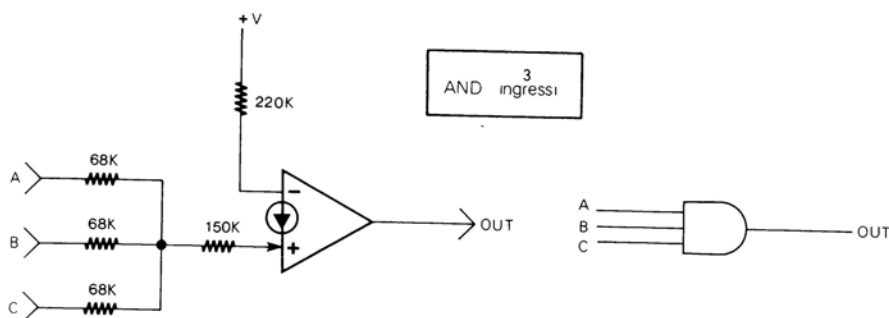 + V
220K
AND 3 ingressi
A
68K
B
68K
150K
C
68K
−
+
OUT
A
B
C
OUT